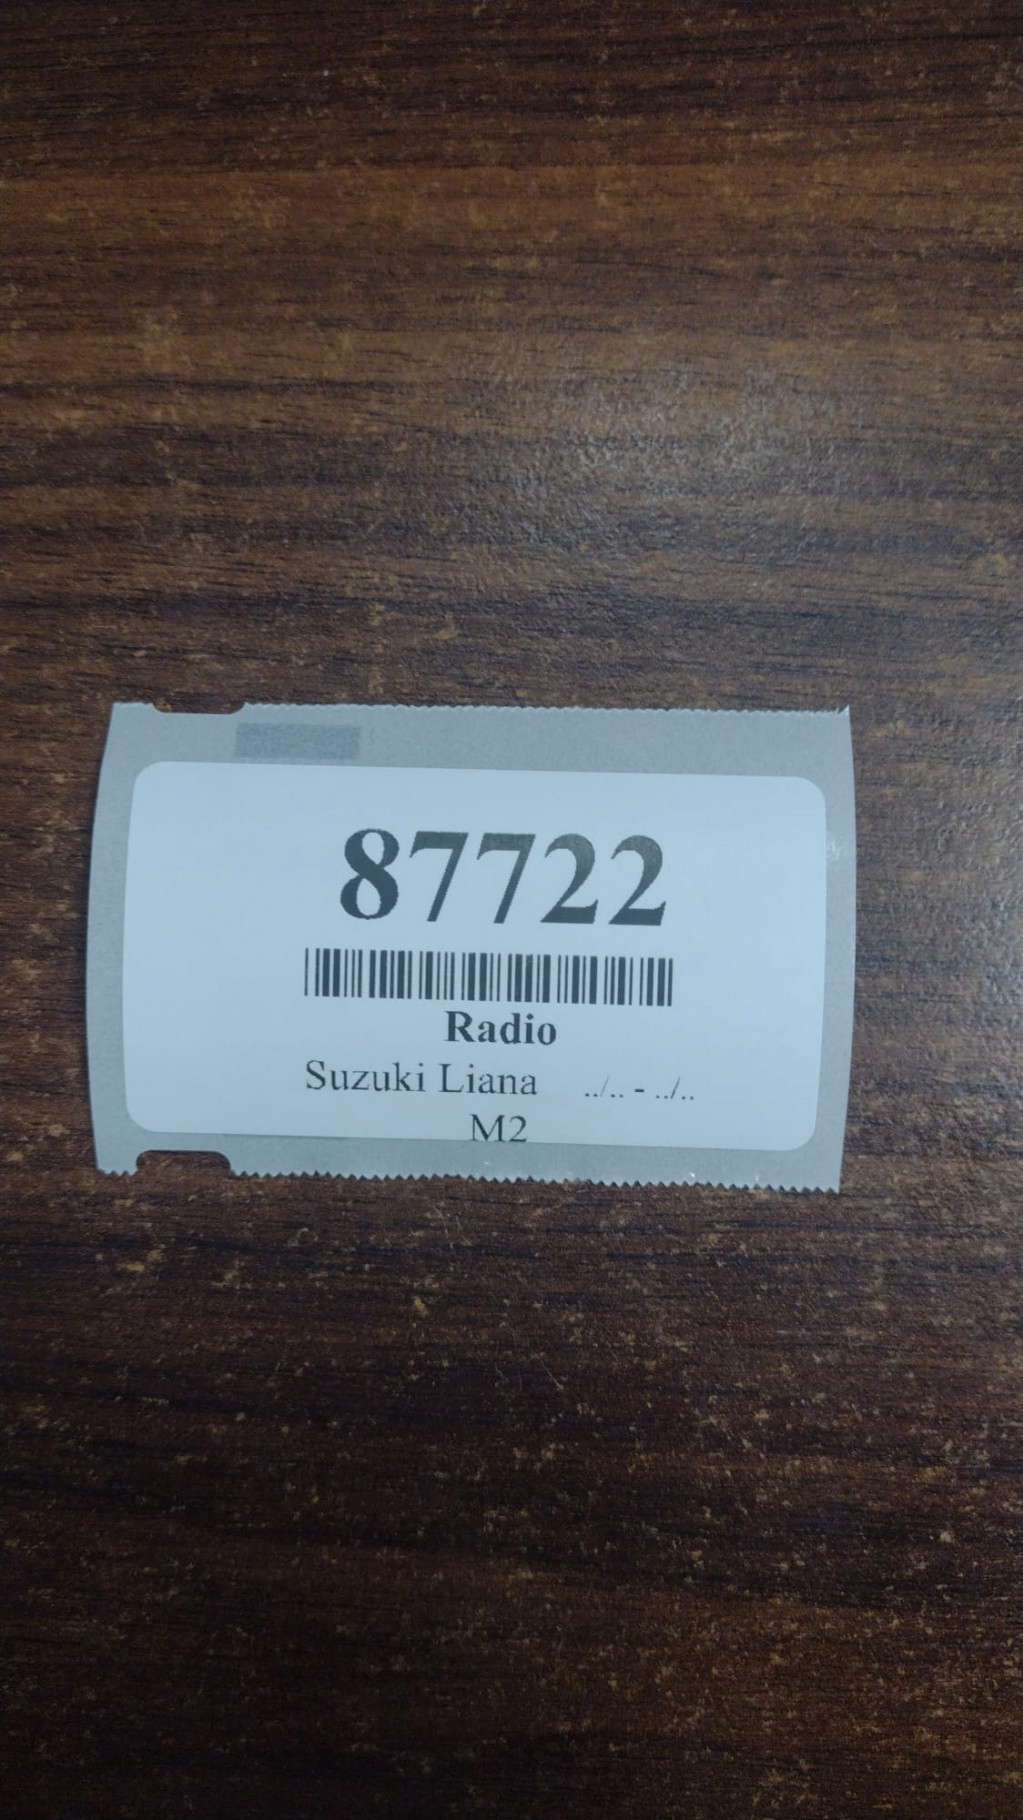 87722
Radio
Suzuki Liana ../.. - ../..
M2